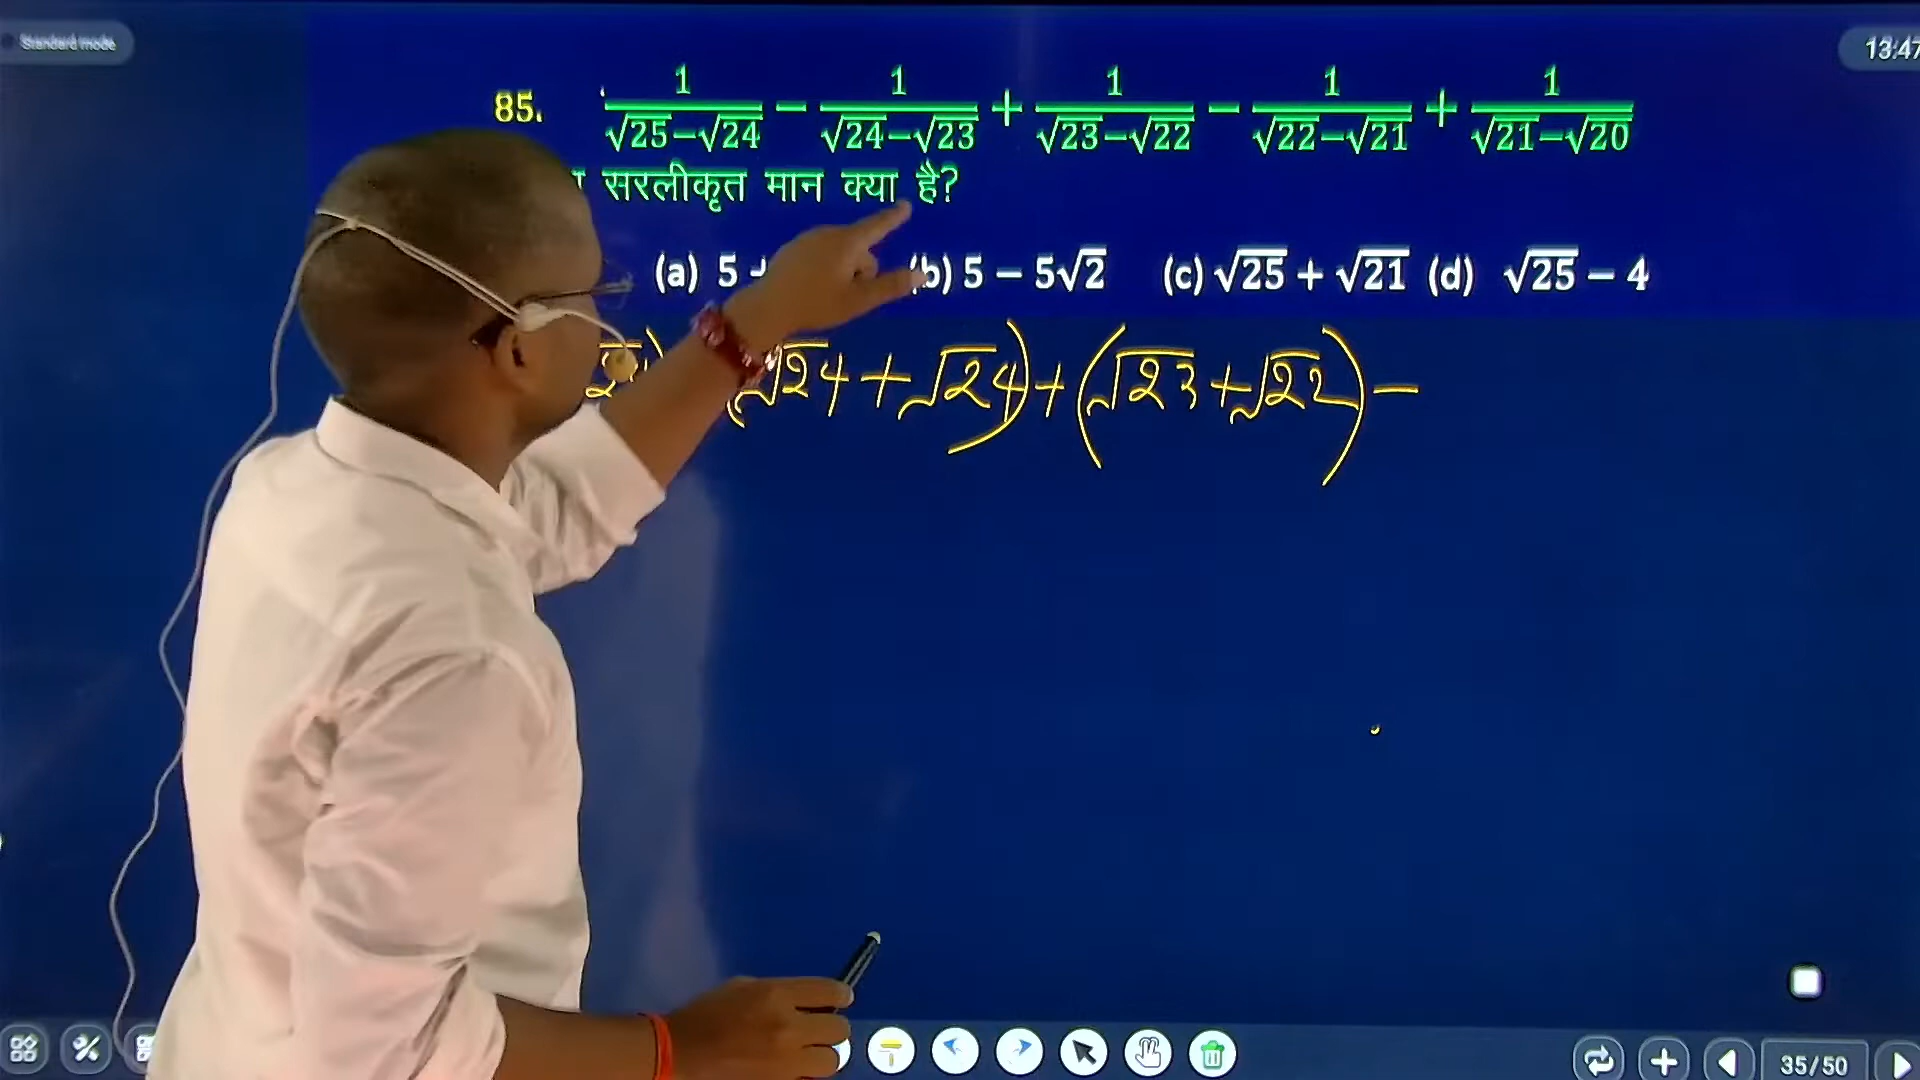 Standard mode
13:47
85. 1/(√25−√24) − 1/(√24−√23) + 1/(√23−√22) − 1/(√22−√21) + 1/(√21−√20)
सरलीकृत मान क्या है?
(a) 5 (b) 5 − 5√2 (c) √25 + √21 (d) √25 − 4
(√24 + √24) + (√23 + √22) −
35/50